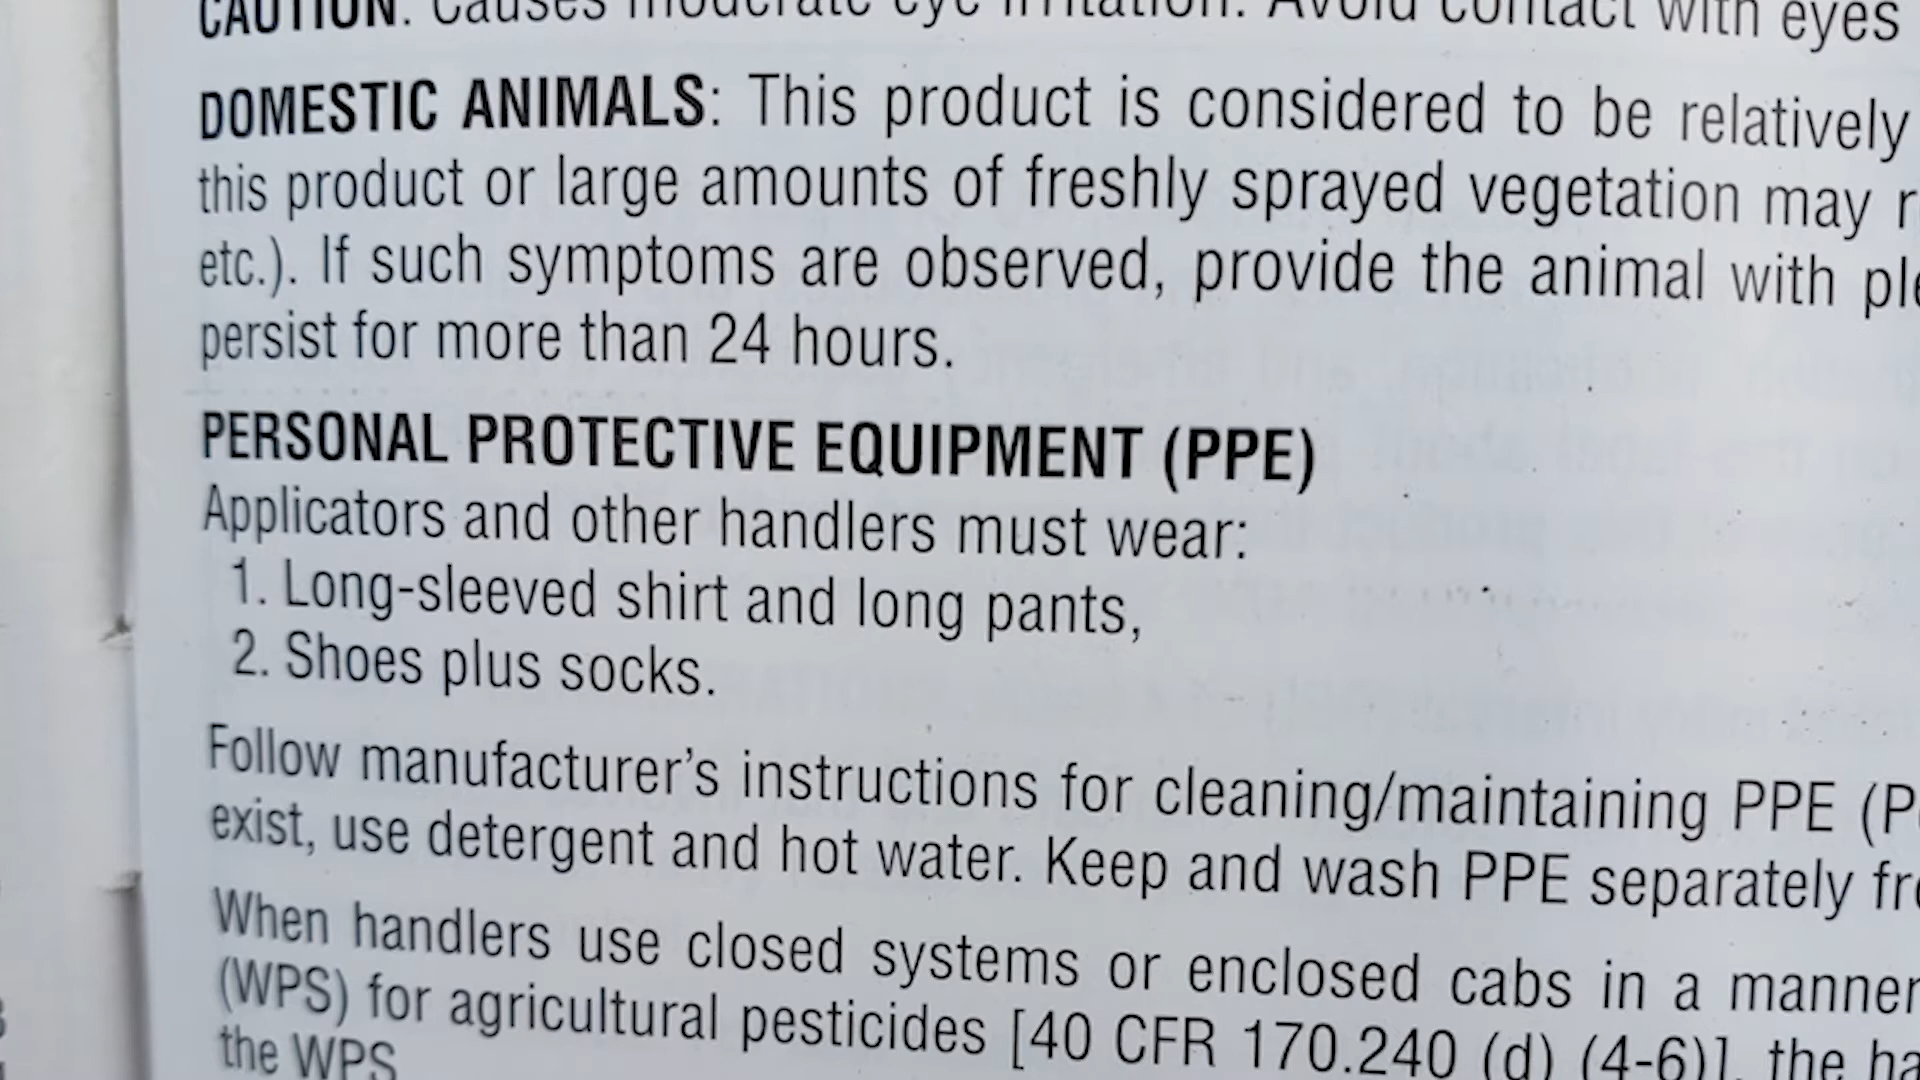 CAUTION: Causes moderate eye irritation. Avoid contact with eyes
DOMESTIC ANIMALS: This product is considered to be relatively
this product or large amounts of freshly sprayed vegetation may r
etc.). If such symptoms are observed, provide the animal with ple
persist for more than 24 hours.
PERSONAL PROTECTIVE EQUIPMENT (PPE)
Applicators and other handlers must wear:
1. Long-sleeved shirt and long pants,
2. Shoes plus socks.
Follow manufacturer's instructions for cleaning/maintaining PPE (P
exist, use detergent and hot water. Keep and wash PPE separately fro
When handlers use closed systems or enclosed cabs in a manner
(WPS) for agricultural pesticides [40 CFR 170.240 (d) (4-6)], the ha
the WPS